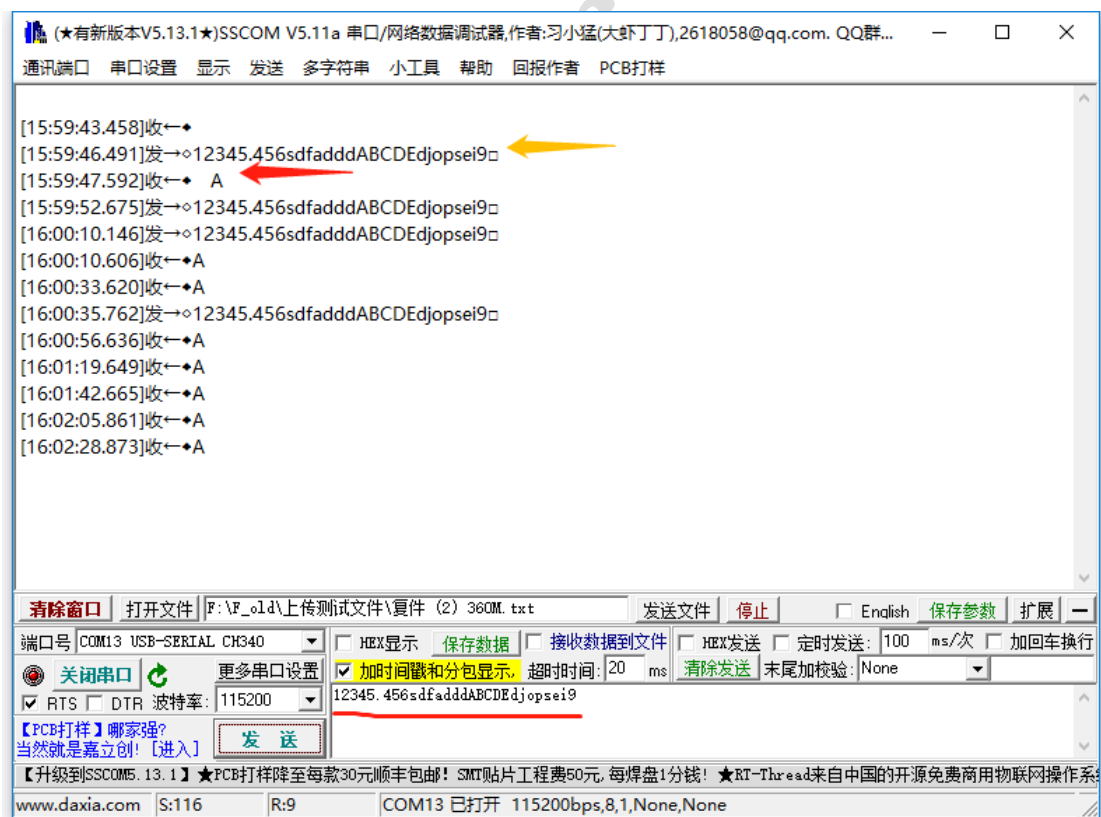 (★有新版本V5.13.1★)SSCOM V5.11a 串口/网络数据调试器,作者:习小猛(大虾丁丁),2618058@qq.com. QQ群...
通讯端口 串口设置 显示 发送 多字符串 小工具 帮助 回报作者 PCB打样
[15:59:43.458]收←◆
[15:59:46.491]发→◇12345.456sdfadddABCDEdjopsei9□
[15:59:47.592]收←◆ A
[15:59:52.675]发→◇12345.456sdfadddABCDEdjopsei9□
[16:00:10.146]发→◇12345.456sdfadddABCDEdjopsei9□
[16:00:10.606]收←◆A
[16:00:33.620]收←◆A
[16:00:35.762]发→◇12345.456sdfadddABCDEdjopsei9□
[16:00:56.636]收←◆A
[16:01:19.649]收←◆A
[16:01:42.665]收←◆A
[16:02:05.861]收←◆A
[16:02:28.873]收←◆A
清除窗口 打开文件 F:\F_old\上传测试文件\复件 (2) 360M.txt 发送文件 停止 English 保存参数 扩展 —
端口号 COM13 USB-SERIAL CH340 HEX显示 保存数据 接收数据到文件 HEX发送 定时发送: 100 ms/次 加回车换行
关闭串口 更多串口设置 加时间戳和分包显示, 超时时间: 20 ms 清除发送 末尾加校验: None
RTS DTR 波特率: 115200 12345.456sdfadddABCDEdjopsei9
【PCB打样】哪家强?
当然就是嘉立创! [进入] 发 送
【升级到SSCOM5.13.1】★PCB打样降至每款30元顺丰包邮! SMT贴片工程费50元,每焊盘1分钱! ★RT-Thread来自中国的开源免费商用物联网操作系
www.daxia.com S:116 R:9 COM13 已打开 115200bps,8,1,None,None